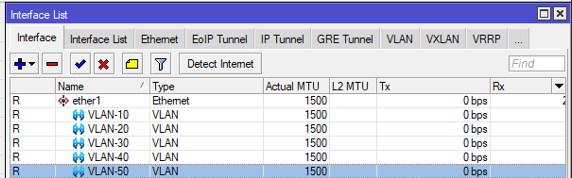 Interface List
Interface Interface List Ethernet EoIP Tunnel IP Tunnel GRE Tunnel VLAN VXLAN VRRP ...
Detect Internet Find
Name Type Actual MTU L2 MTU Tx Rx
R ether1 Ethernet 1500 0 bps
R VLAN-10 VLAN 1500 0 bps
R VLAN-20 VLAN 1500 0 bps
R VLAN-30 VLAN 1500 0 bps
R VLAN-40 VLAN 1500 0 bps
R VLAN-50 VLAN 1500 0 bps